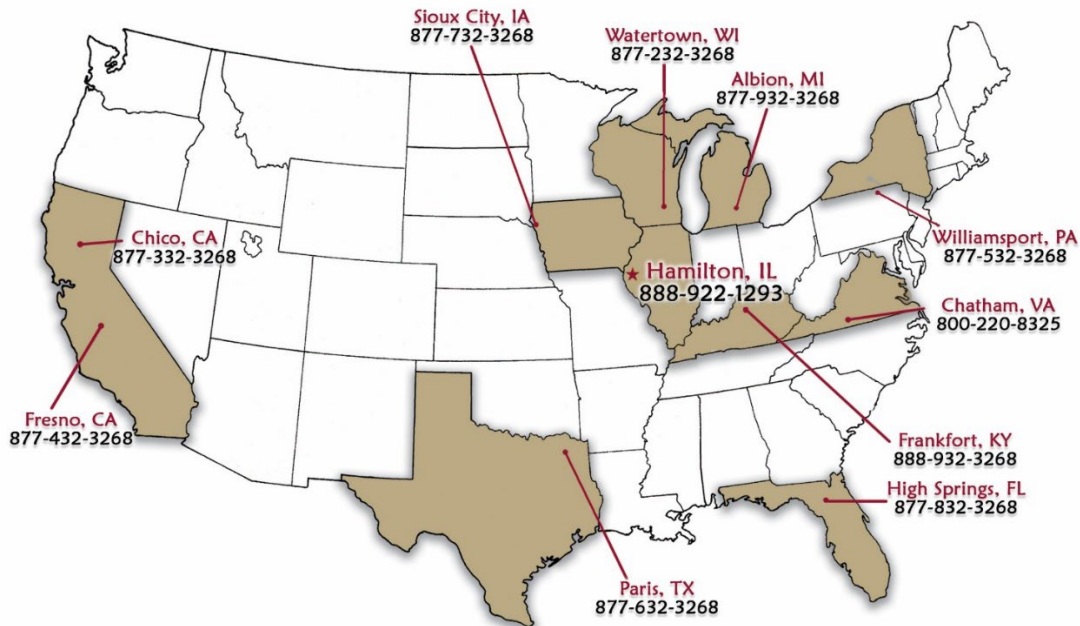 Sioux City, IA
877-732-3268
Watertown, WI
877-232-3268
Albion, MI
877-932-3268
Chico, CA
877-332-3268
Williamsport, PA
877-532-3268
Hamilton, IL
888-922-1293
Chatham, VA
800-220-8325
Fresno, CA
877-432-3268
Frankfort, KY
888-932-3268
High Springs, FL
877-832-3268
Paris, TX
877-632-3268